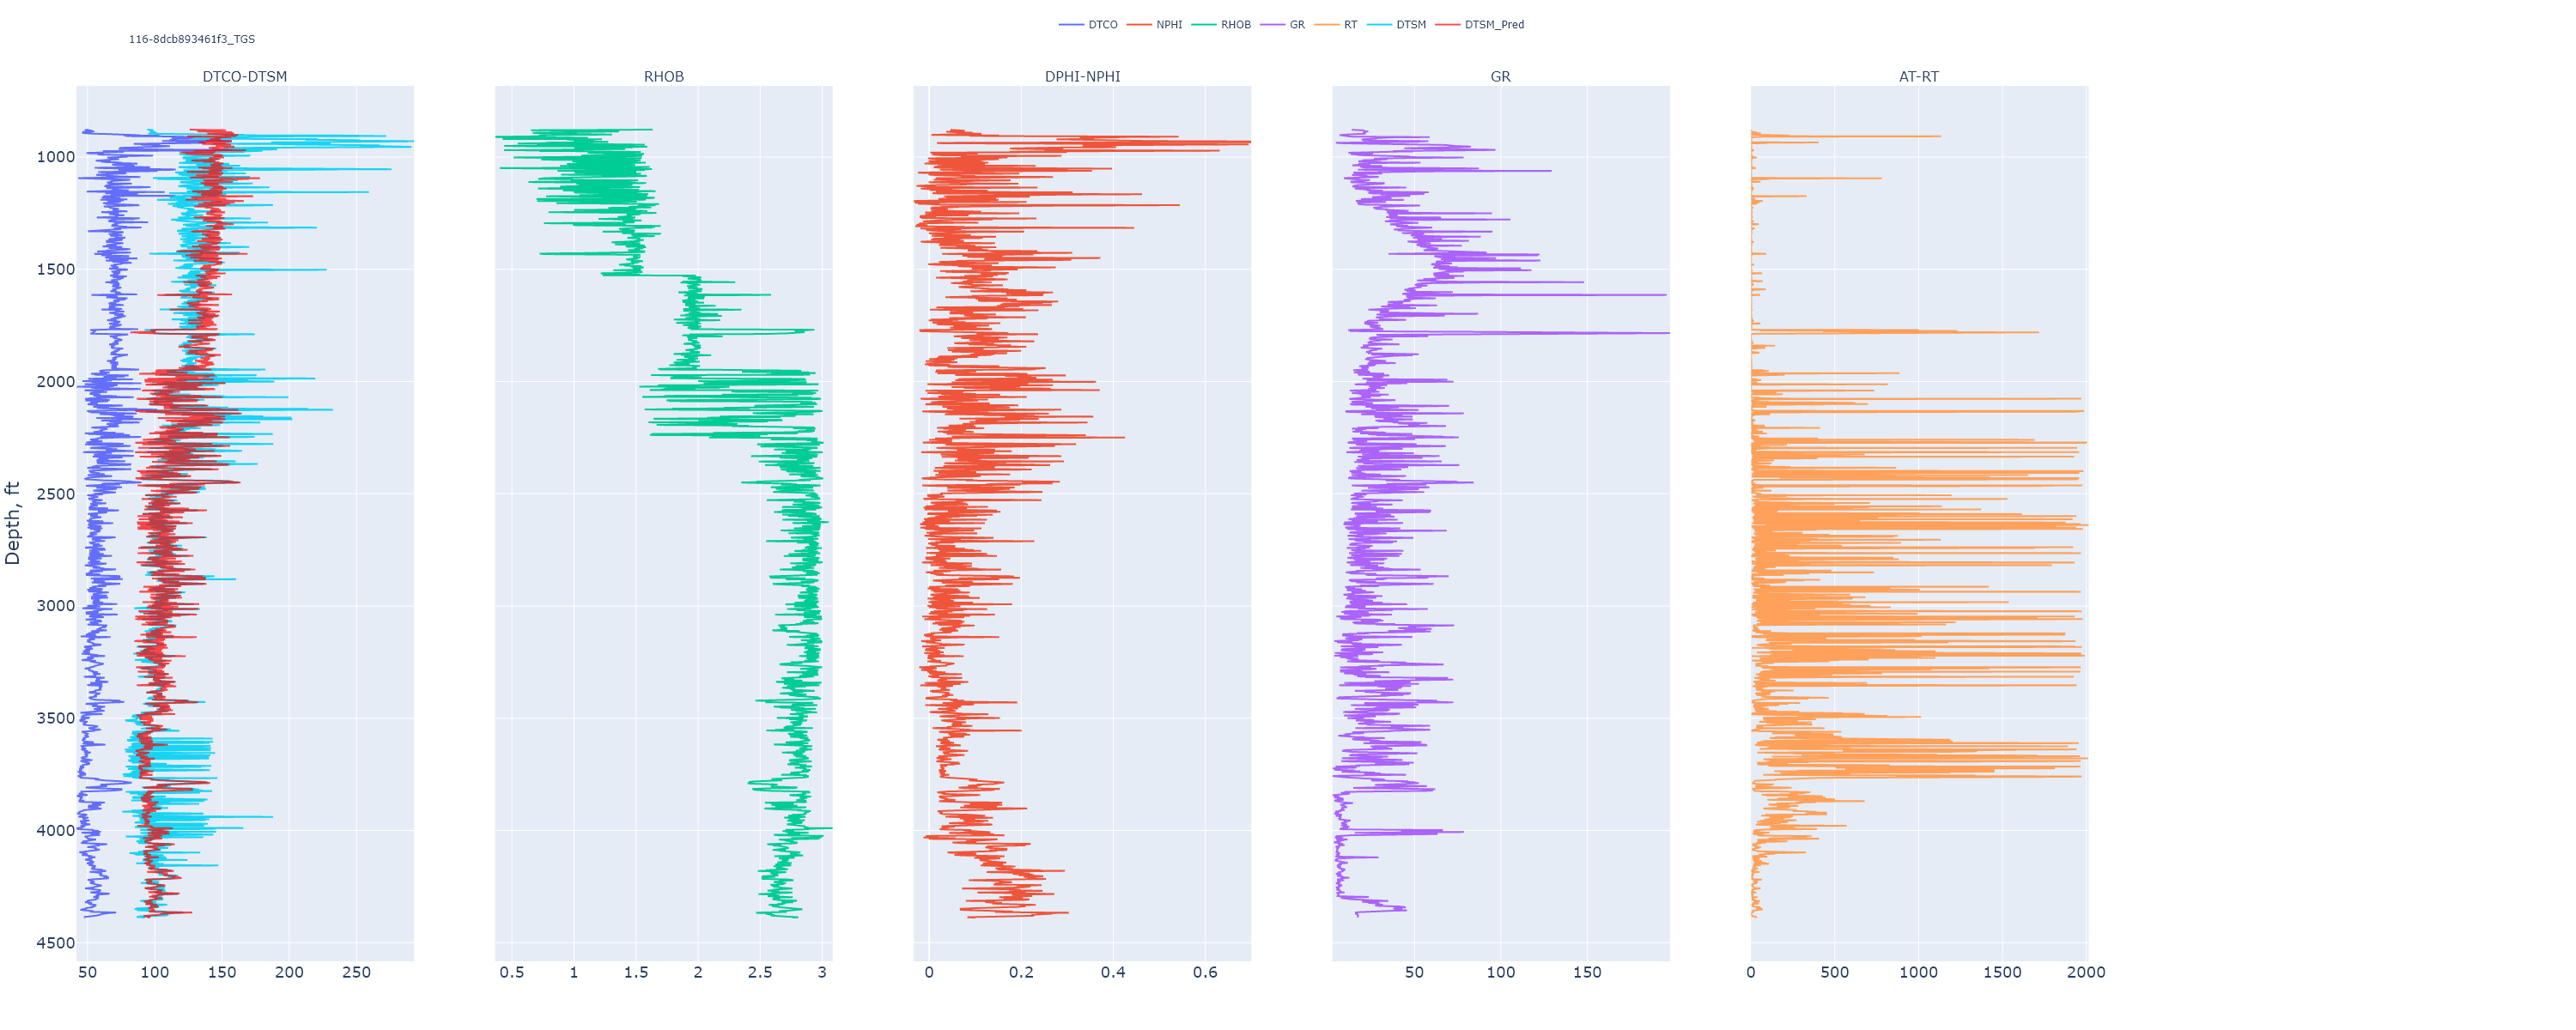 DTCO NPHI RHOB GR RT DTSM DTSM_Pred
116-8dcb893461f3_TGS
DTCO-DTSM RHOB DPHI-NPHI GR AT-RT
Depth, ft
1000
1500
2000
2500
3000
3500
4000
4500
50 100 150 200 250 0.5 1 1.5 2 2.5 3 0 0.2 0.4 0.6 50 100 150 0 500 1000 1500 2000